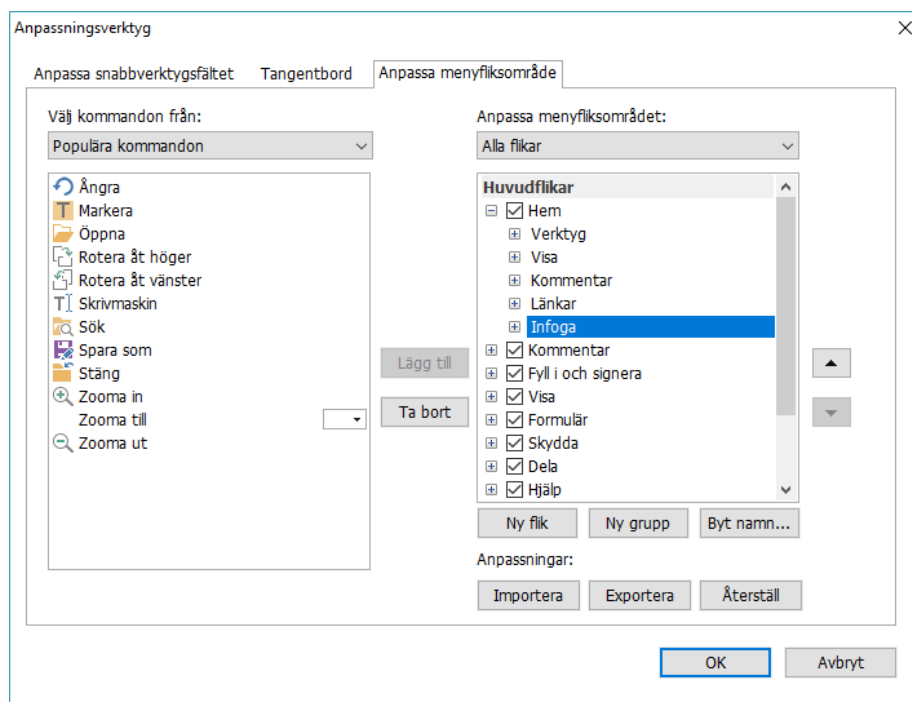 Anpassningsverktyg
Anpassa snabbverktygsfältet Tangentbord Anpassa menyfliksområde
Välj kommandon från:
Populära kommandon
Ångra
Markera
Öppna
Rotera åt höger
Rotera åt vänster
Skrivmaskin
Sök
Spara som
Stäng
Zooma in
Zooma till
Zooma ut
Lägg till
Ta bort
Anpassa menyfliksområdet:
Alla flikar
Huvudflikar
Hem
Verktyg
Visa
Kommentar
Länkar
Infoga
Kommentar
Fyll i och signera
Visa
Formulär
Skydda
Dela
Hjälp
Ny flik Ny grupp Byt namn...
Anpassningar:
Importera Exportera Återställ
OK Avbryt